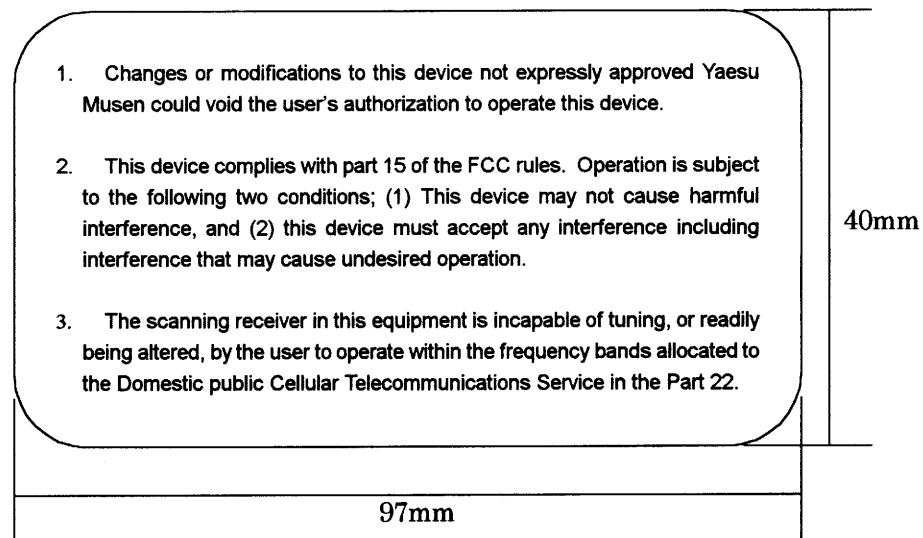 1. Changes or modifications to this device not expressly approved Yaesu
Musen could void the user's authorization to operate this device.
2. This device complies with part 15 of the FCC rules. Operation is subject
to the following two conditions; (1) This device may not cause harmful
interference, and (2) this device must accept any interference including
interference that may cause undesired operation.
3. The scanning receiver in this equipment is incapable of tuning, or readily
being altered, by the user to operate within the frequency bands allocated to
the Domestic public Cellular Telecommunications Service in the Part 22.
40mm
97mm